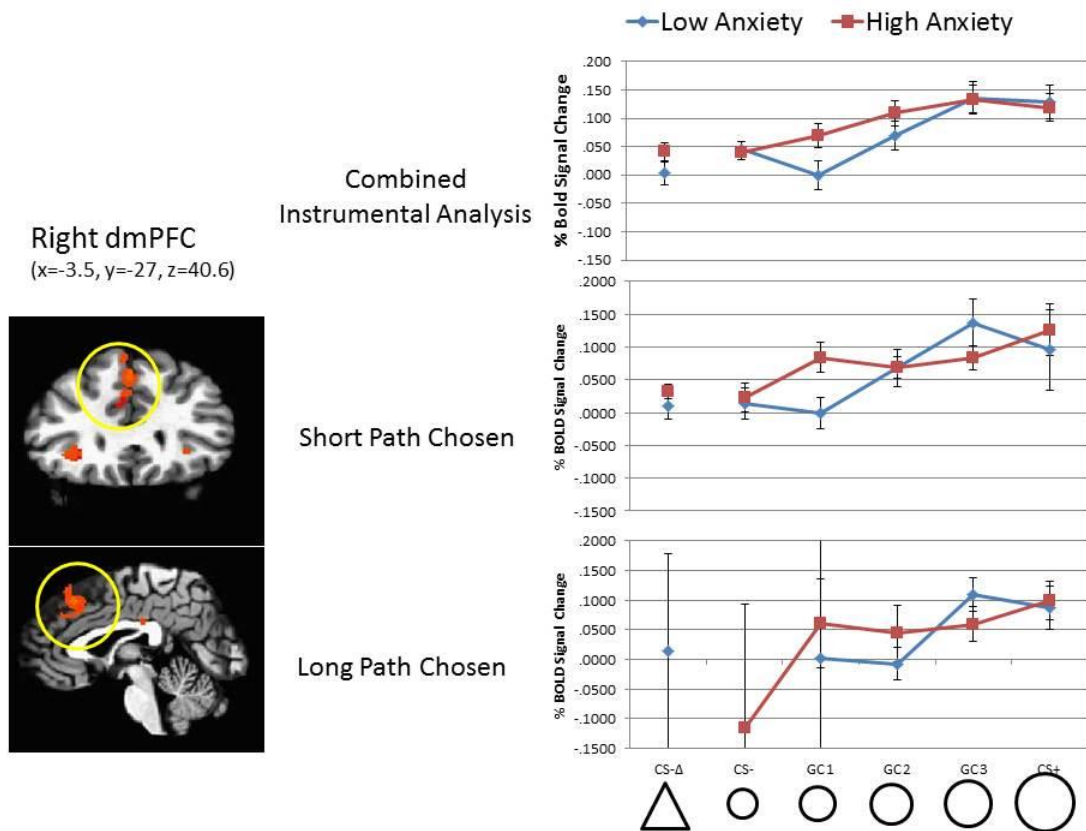 Low Anxiety High Anxiety
Combined
Instrumental Analysis
% Bold Signal Change
.200
.150
.100
.050
.000
-.050
-.100
-.150
Right dmPFC
(x=-3.5, y=-27, z=40.6)
Short Path Chosen
% BOLD Signal Change
.2000
.1500
.1000
.0500
.0000
-.0500
-.1000
-.1500
Long Path Chosen
% BOLD Signal Change
.2000
.1500
.1000
.0500
.0000
-.0500
-.1000
-.1500
CS-Δ CS- GC1 GC2 GC3 CS+